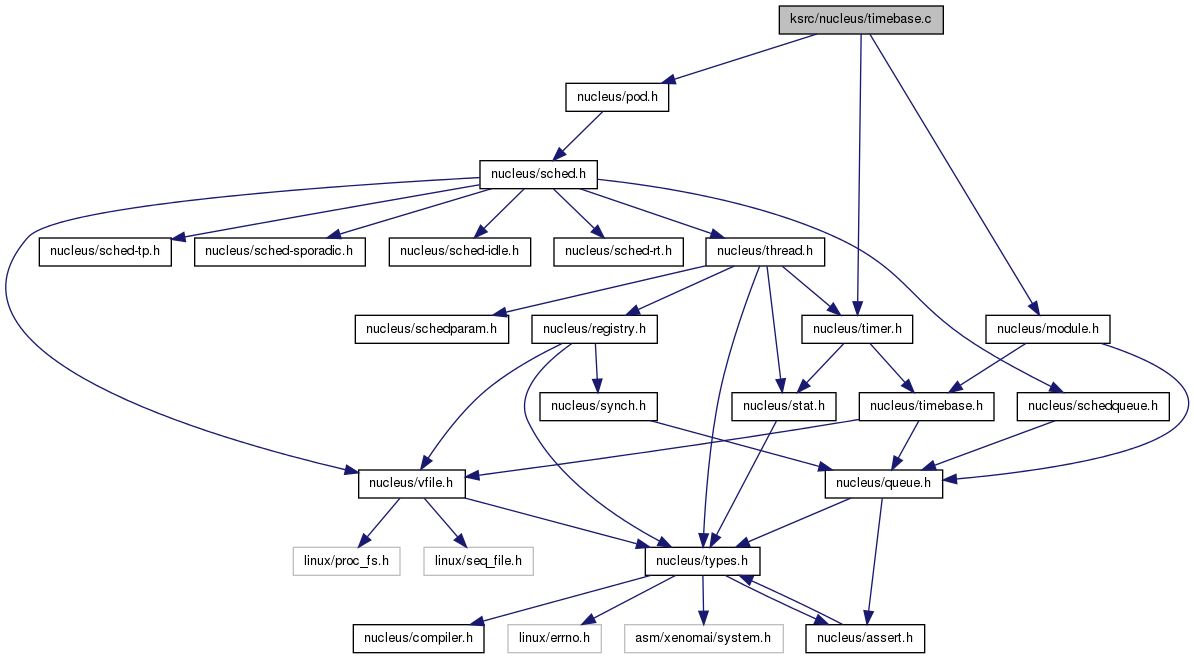 ksrc/nucleus/timebase.c
nucleus/pod.h
nucleus/sched.h
nucleus/sched-tp.h
nucleus/sched-sporadic.h
nucleus/sched-idle.h
nucleus/sched-rt.h
nucleus/thread.h
nucleus/schedparam.h
nucleus/registry.h
nucleus/timer.h
nucleus/module.h
nucleus/synch.h
nucleus/stat.h
nucleus/timebase.h
nucleus/schedqueue.h
nucleus/vfile.h
nucleus/queue.h
linux/proc_fs.h
linux/seq_file.h
nucleus/types.h
nucleus/compiler.h
linux/errno.h
asm/xenomai/system.h
nucleus/assert.h